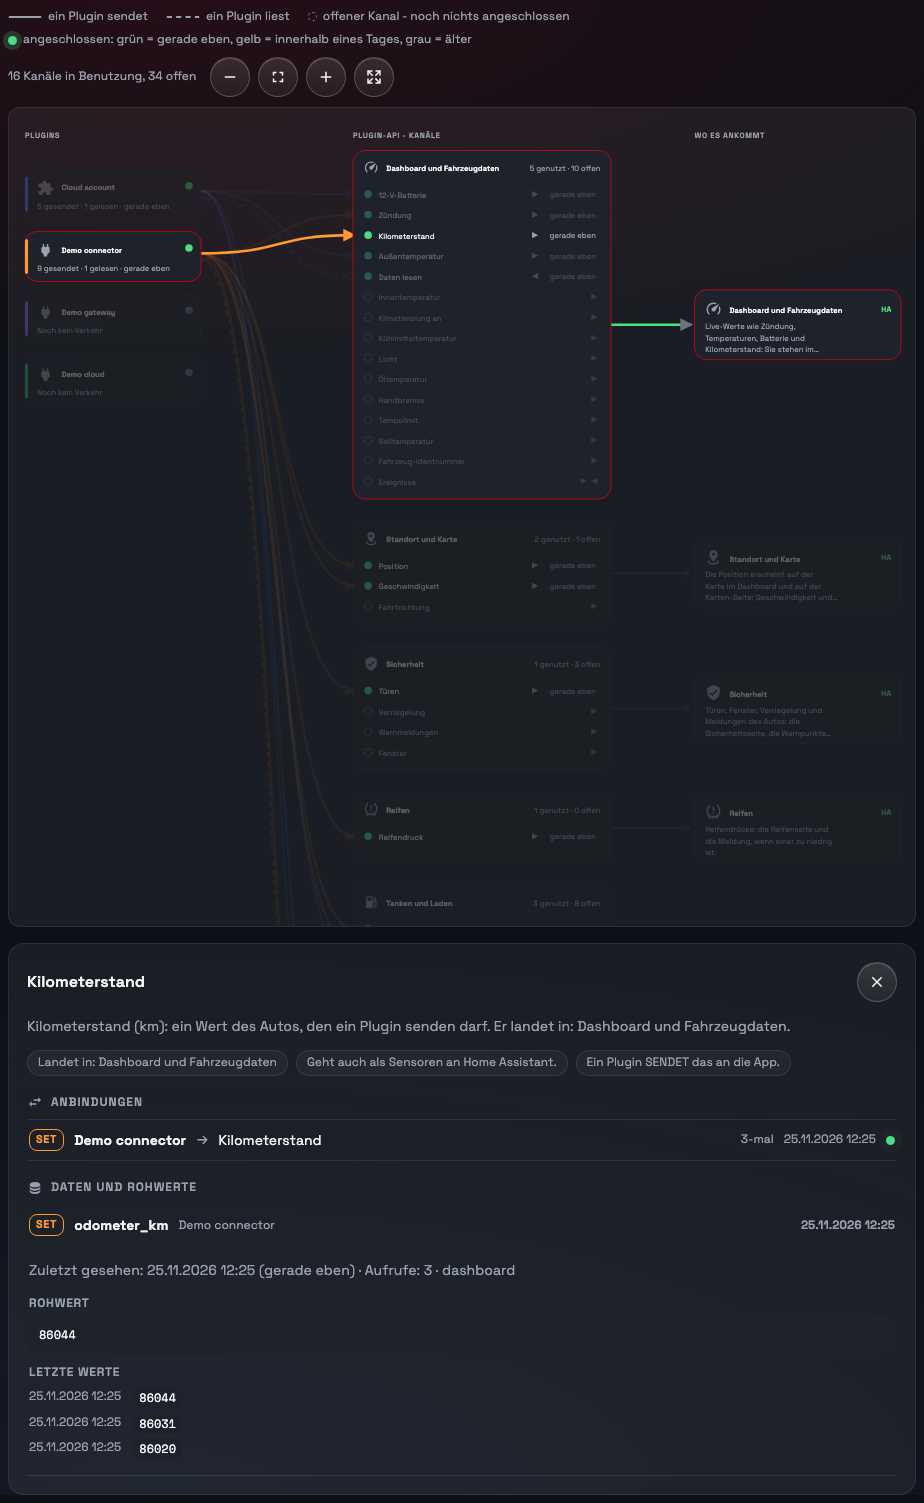 ein Plugin sendet
ein Plugin liest
offener Kanal - noch nichts angeschlossen
angeschlossen: grün = gerade eben, gelb = innerhalb eines Tages, grau = älter
16 Kanäle in Benutzung, 34 offen
PLUGINS
PLUGIN-API - KANÄLE
WO ES ANKOMMT
Cloud account
5 gesendet · 1 gelesen · gerade eben
Demo connector
9 gesendet · 1 gelesen · gerade eben
Demo gateway
Noch kein Verkehr
Demo cloud
Noch kein Verkehr
Dashboard und Fahrzeugdaten 5 genutzt · 10 offen
12-V-Batterie gerade eben
Zündung gerade eben
Kilometerstand gerade eben
Außentemperatur gerade eben
Daten lesen gerade eben
Innentemperatur
Klimatisierung an
Kühlmitteltemperatur
Licht
Öltemperatur
Handbremse
Tempolimit
Solltemperatur
Fahrzeug-Identnummer
Ereignisse
Dashboard und Fahrzeugdaten HA
Live-Werte wie Zündung,
Temperaturen, Batterie und
Kilometerstand: Sie stehen im...
Standort und Karte 2 genutzt · 1 offen
Position gerade eben
Geschwindigkeit gerade eben
Fahrtrichtung
Standort und Karte HA
Die Position erscheint auf der
Karte im Dashboard und auf der
Karten-Seite; Geschwindigkeit und...
Sicherheit 1 genutzt · 3 offen
Türen gerade eben
Verriegelung
Warnmeldungen
Fenster
Sicherheit HA
Türen, Fenster, Verriegelung und
Meldungen des Autos: die
Sicherheitsseite, die Warnpunkte...
Reifen 1 genutzt · 0 offen
Reifendruck gerade eben
Reifen HA
Reifendrücke: die Reifenseite und
die Meldung, wenn einer zu niedrig
ist.
Tanken und Laden 3 genutzt · 8 offen
Kilometerstand
Kilometerstand (km): ein Wert des Autos, den ein Plugin senden darf. Er landet in: Dashboard und Fahrzeugdaten.
Landet in: Dashboard und Fahrzeugdaten
Geht auch als Sensoren an Home Assistant.
Ein Plugin SENDET das an die App.
ANBINDUNGEN
SET Demo connector → Kilometerstand 3-mal 25.11.2026 12:25
DATEN UND ROHWERTE
SET odometer_km Demo connector 25.11.2026 12:25
Zuletzt gesehen: 25.11.2026 12:25 (gerade eben) · Aufrufe: 3 · dashboard
ROHWERT
86044
LETZTE WERTE
25.11.2026 12:25 86044
25.11.2026 12:25 86031
25.11.2026 12:25 86020